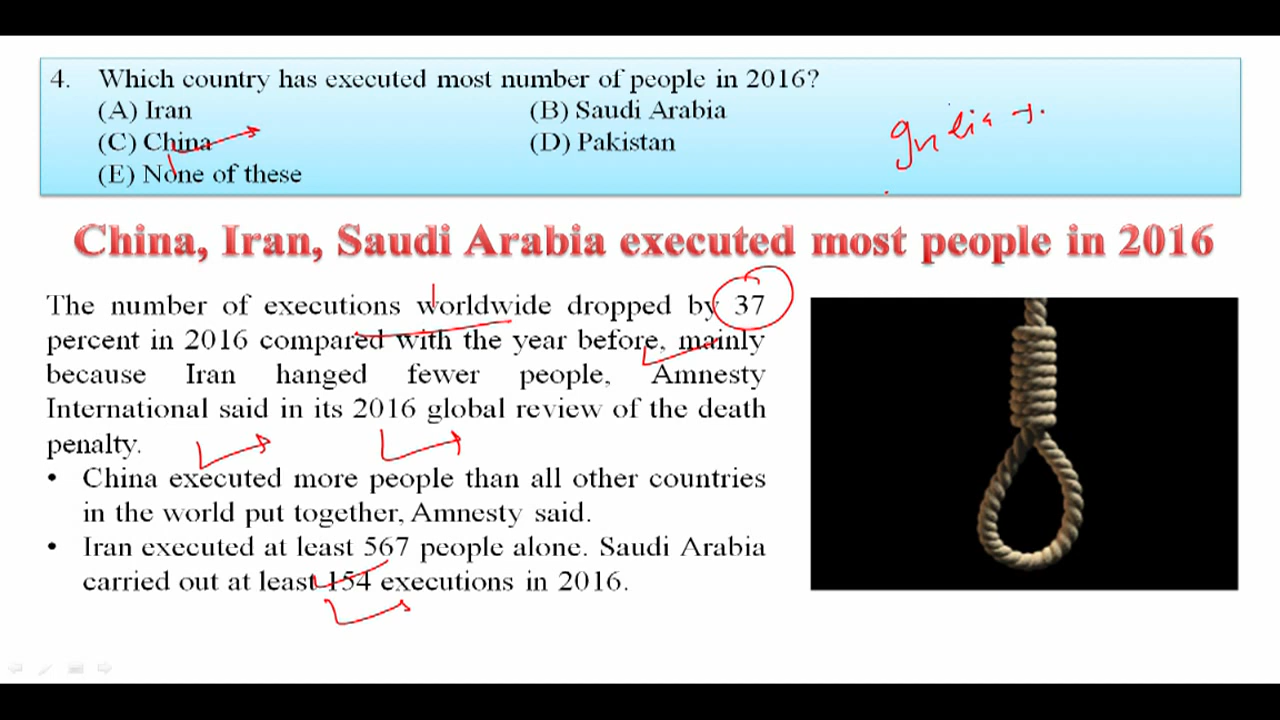 4. Which country has executed most number of people in 2016?
(A) Iran (B) Saudi Arabia
(C) China (D) Pakistan
(E) None of these
China, Iran, Saudi Arabia executed most people in 2016
The number of executions worldwide dropped by 37
percent in 2016 compared with the year before, mainly
because Iran hanged fewer people, Amnesty
International said in its 2016 global review of the death
penalty.
• China executed more people than all other countries
in the world put together, Amnesty said.
• Iran executed at least 567 people alone. Saudi Arabia
carried out at least 154 executions in 2016.